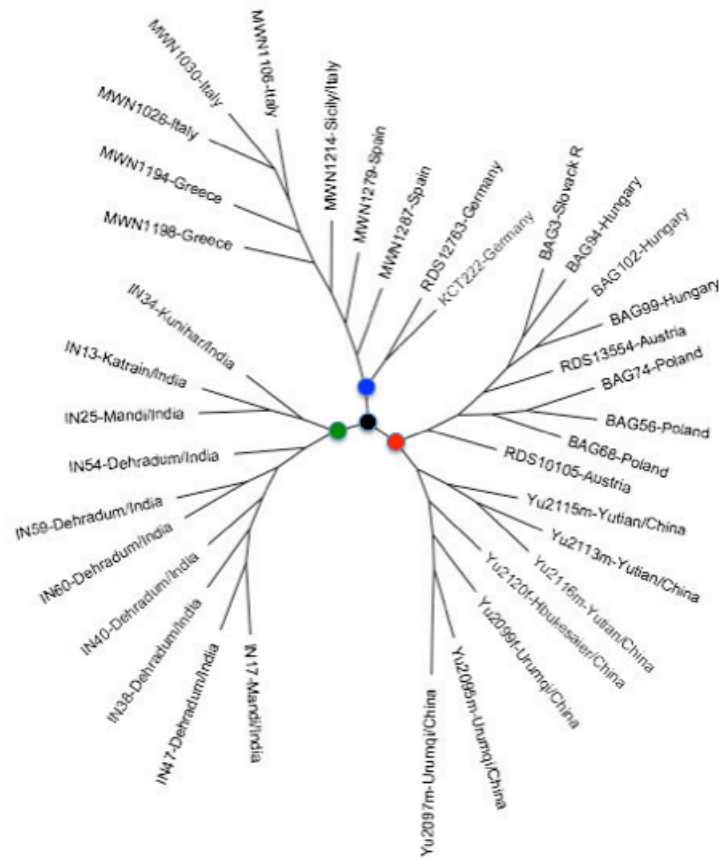 MWN1106-Italy
MWN1030-Italy
MWN1026-Italy
MWN1194-Greece
MWN1198-Greece
MWN1214-Sicily/Italy
MWN1279-Spain
MWN1287-Spain
RDS12763-Germany
KCT222-Germany
BAG3-Slovack R
BAG94-Hungary
BAG102-Hungary
BAG99-Hungary
RDS13554-Austria
BAG74-Poland
BAG56-Poland
BAG68-Poland
RDS10105-Austria
Yu2115m-Yutian/China
Yu2113m-Yutian/China
Yu2116m-Yutian/China
Yu2120f-Hbukesaier/China
Yu2099f-Urumqi/China
Yu2095m-Urumqi/China
Yu2097m-Urumqi/China
IN17-Mandi/India
IN47-Dehradum/India
IN38-Dehradum/India
IN40-Dehradum/India
IN60-Dehradum/India
IN59-Dehradum/India
IN54-Dehradum/India
IN25-Mandi/India
IN13-Katrain/India
IN34-Kunihar/India